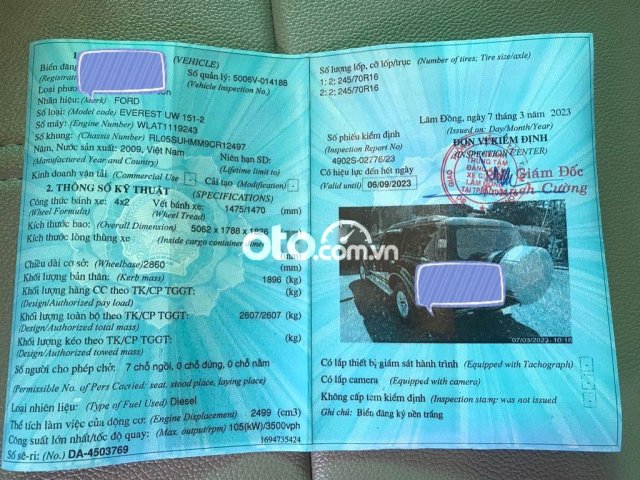 1.
(VEHICLE)
Biển đăng
(Registration
Số quản lý: 5006V-014188
(Vehicle Inspection No.)
Loại phươ
Nhãn hiệu: (Mark) FORD
Số loại: (Model code) EVEREST UW 151-2
Số máy: (Engine Number) WLAT1119243
Số khung: (Chassis Number) RL05SUHMM9CR12497
Năm, Nước sản xuất: 2009, Việt Nam
(Manufactured Year and Country)
Niên hạn SD:
(Lifetime limit to)
Kinh doanh vận tải (Commercial Use) -
Cải tạo (Modification) -
2. THÔNG SỐ KỸ THUẬT (SPECIFICATIONS)
Công thức bánh xe: 4x2
(Wheel Formula)
Vết bánh xe: 1475/1470 (mm)
(Wheel Tread)
Kích thước bao: (Overall Dimension) 5062 x 1788 x 1826 (mm)
Kích thước lòng thùng xe (Inside cargo container dimension)
(mm)
Chiều dài cơ sở: (Wheelbase) 2860 (mm)
Khối lượng bản thân: (Kerb mass) 1896 (kg)
Khối lượng hàng CC theo TK/CP TGGT: (kg)
(Design/Authorized pay load)
Khối lượng toàn bộ theo TK/CP TGGT: 2607/2607 (kg)
(Design/Authorized total mass)
Khối lượng kéo theo TK/CP TGGT: (kg)
(Design/Authorized towed mass)
Số người cho phép chở: 7 chỗ ngồi, 0 chỗ đứng, 0 chỗ nằm
(Permissible No. of Pers Carried: seat, stood place, laying place)
Loại nhiên liệu: (Type of Fuel Used) Diesel
Thể tích làm việc của động cơ: (Engine Displacement) 2499 (cm3)
Công suất lớn nhất/tốc độ quay: (Max. output/rpm) 105(kW)/3500vph
1694735424
Số sê-ri: (No.) DA-4503769
Số lượng lốp, cỡ lốp/trục (Number of tires; Tire size/axle)
1: 2; 245/70R16
2: 2; 245/70R16
Lâm Đồng, ngày 7 tháng 3 năm 2023
(Issued on: Day/Month/Year)
Số phiếu kiểm định
(Inspection Report No)
4902S-02776/23
ĐƠN VỊ KIỂM ĐỊNH
(INSPECTION CENTER)
Có hiệu lực đến hết ngày
(Valid until) 06/09/2023
TRUNG TÂM
ĐĂNG
XE C
LÂM
Giám Đốc
Cường
oto.com.vn
07/03/2023 - 10:18
Có lắp thiết bị giám sát hành trình (Equipped with Tachograph) -
Có lắp camera (Equipped with camera) -
Không cấp tem kiểm định (Inspection stamp was not issued) -
Ghi chú: Biển đăng ký nền trắng